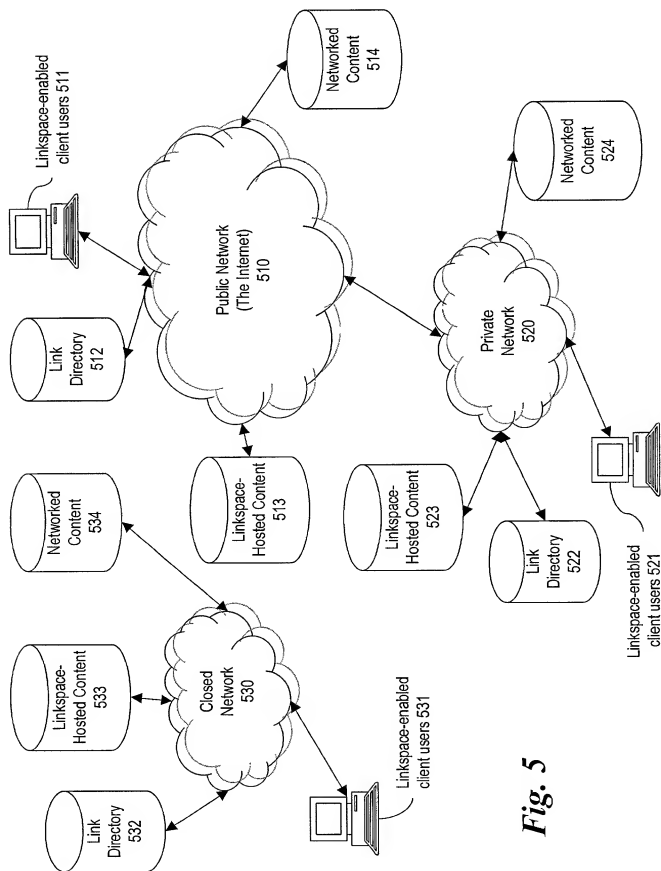 Link
Directory
532
Linkspace-
Hosted Content
533
Networked
Content
534
Closed
Network
530
Linkspace-enabled
client users 531
Link
Directory
512
Linkspace-enabled
client users 511
Linkspace-
Hosted Content
513
Public Network
(The Internet)
510
Networked
Content
514
Linkspace-
Hosted Content
523
Link
Directory
522
Private
Network
520
Networked
Content
524
Linkspace-enabled
client users 521
Fig. 5